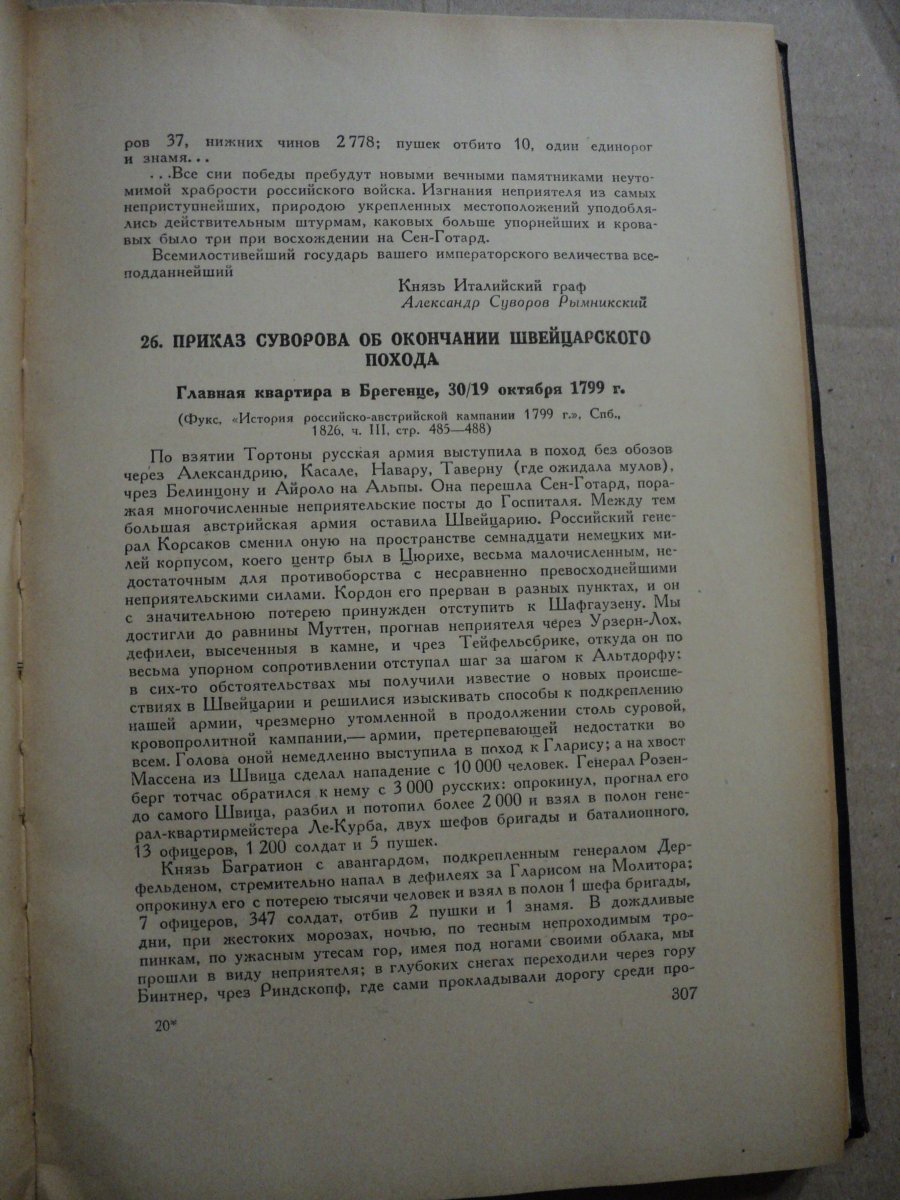 ров 37, нижних чинов 2 778; пушек отбито 10, один единорог
и знамя...
...Все сии победы пребудут новыми вечными памятниками неуто-
мимой храбрости российского войска. Изгнания неприятеля из самых
неприступнейших, природою укрепленных местоположений уподобля-
лись действительным штурмам, каковых больше упорнейших и крова-
вых было три при восхождении на Сен-Готард.
Всемилостивейший государь вашего императорского величества все-
подданнейший
Князь Италийский граф
Александр Суворов Рымникский
26. ПРИКАЗ СУВОРОВА ОБ ОКОНЧАНИИ ШВЕЙЦАРСКОГО
ПОХОДА
Главная квартира в Брегенце, 30/19 октября 1799 г.
(Фукс, «История российско-австрийской кампании 1799 г.», Спб.,
1826, ч. III, стр. 485—488)
По взятии Тортоны русская армия выступила в поход без обозов
через Александрию, Касале, Навару, Таверну (где ожидала мулов),
чрез Белинцону и Айроло на Альпы. Она перешла Сен-Готард, пора-
жая многочисленные неприятельские посты до Госпиталя. Между тем
большая австрийская армия оставила Швейцарию. Российский гене-
рал Корсаков сменил оную на пространстве семнадцати немецких ми-
лей корпусом, коего центр был в Цюрихе, весьма малочисленным, не-
достаточным для противоборства с несравненно превосходнейшими
неприятельскими силами. Кордон его прерван в разных пунктах, и он
с значительною потерею принужден отступить к Шафгаузену. Мы
достигли до равнины Муттен, прогнав неприятеля через Урзерн-Лох,
дефилеи, высеченныя в камне, и чрез Тейфельсбрике, откуда он по
весьма упорном сопротивлении отступал шаг за шагом к Альтдорфу;
в сих-то обстоятельствах мы получили известие о новых происше-
ствиях в Швейцарии и решилися изыскивать способы к подкреплению
нашей армии, чрезмерно утомленной в продолжении столь суровой,
кровопролитной кампании,— армии, претерпевающей недостатки во
всем. Голова оной немедленно выступила в поход к Гларису; а на хвост
Массена из Швица сделал нападение с 10 000 человек. Генерал Розен-
берг тотчас обратился к нему с 3 000 русских: опрокинул, прогнал его
до самого Швица, разбил и потопил более 2 000 и взял в полон гене-
рал-квартирмейстера Ле-Курба, двух шефов бригады и баталионного,
13 офицеров, 1 200 солдат и 5 пушек.
Князь Багратион с авангардом, подкрепленным генералом Дер-
фельденом, стремительно напал в дефилеях за Гларисом на Молитора;
опрокинул его с потерею тысячи человек и взял в полон 1 шефа бригады,
7 офицеров, 347 солдат, отбив 2 пушки и 1 знамя. В дождливые
дни, при жестоких морозах, ночью, по тесным непроходимым тро-
пинкам, по ужасным утесам гор, имея под ногами своими облака, мы
прошли в виду неприятеля; в глубоких снегах переходили через гору
Бинтнер, чрез Риндскопф, где сами прокладывали дорогу среди про-
307
20*